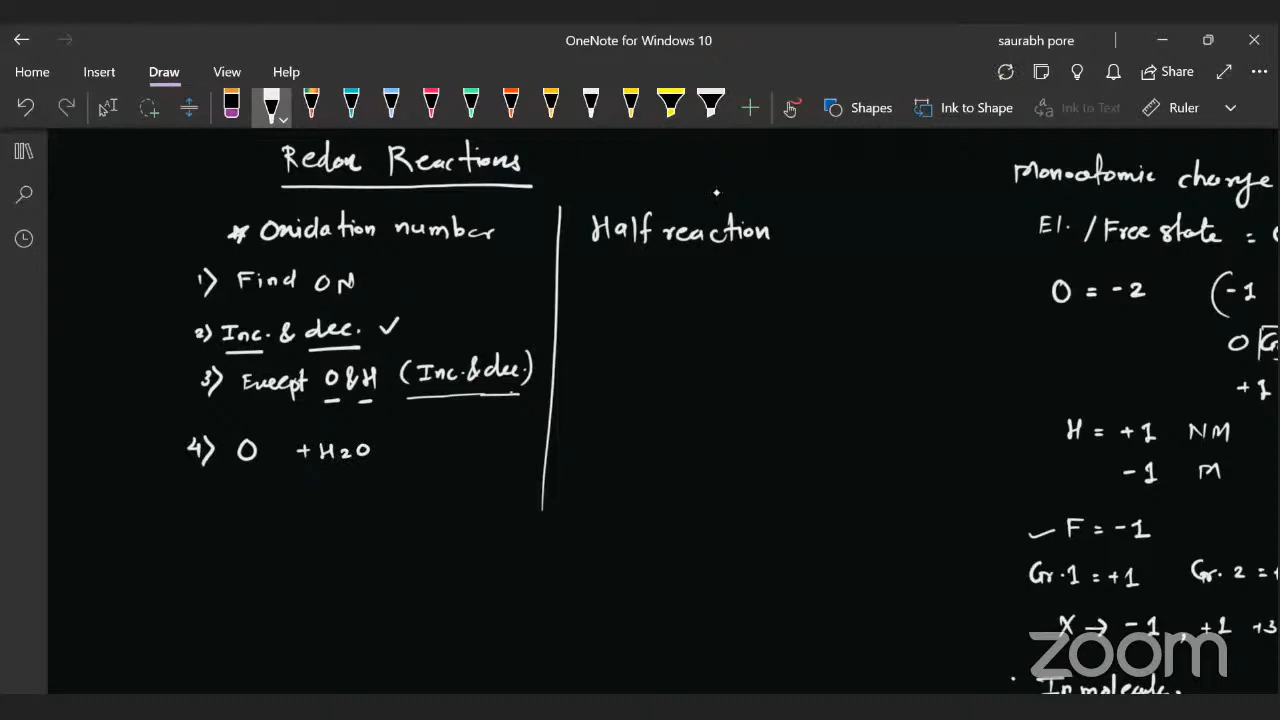 OneNote for Windows 10
saurabh pore
Home Insert Draw View Help
Share
Shapes Ink to Shape Ink to Text Ruler
Redox Reactions
* Oxidation number
1) Find ON
2) Inc. & dec. ✓
3) Except O & H (Inc. & dec.)
4) O + H2O
Half reaction
Monoatomic charge
El. / Free state =
O = -2 (-1
0
+1
H = +1 NM
-1 M
✓ F = -1
Gr. 1 = +1 Gr. 2 = +
X → -1, +1 +3
zoom